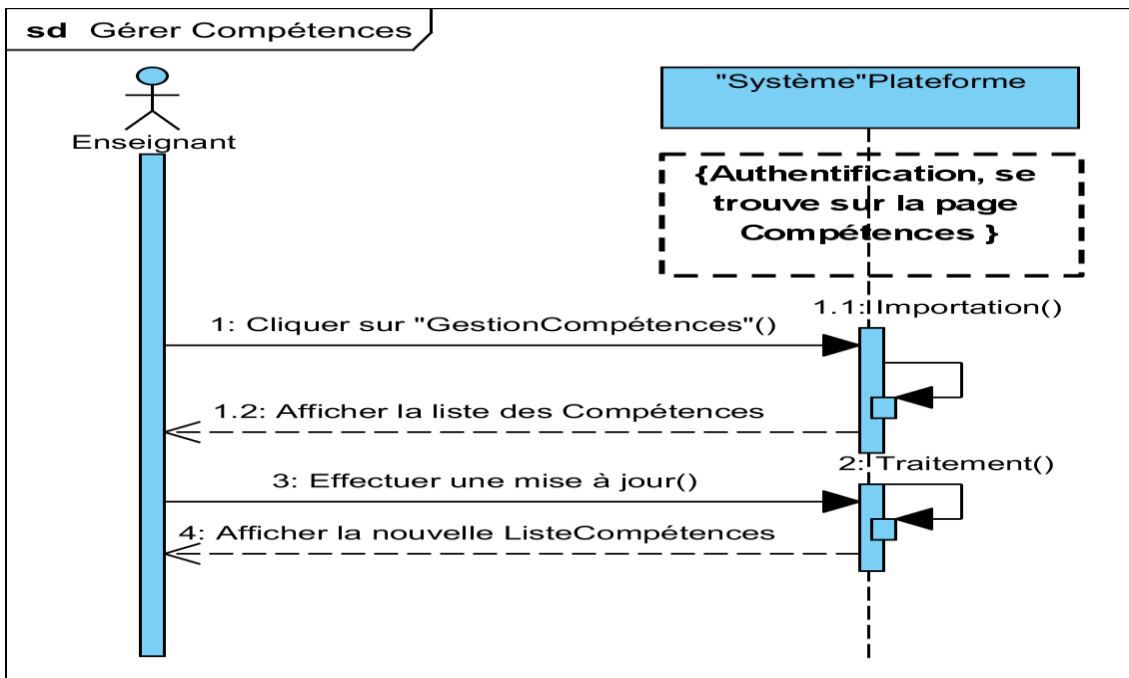 sd Gérer Compétences
"Système"Plateforme
Enseignant
{Authentification, se
trouve sur la page
Compétences }
1.1: Importation()
1: Cliquer sur "GestionCompétences"()
1.2: Afficher la liste des Compétences
2: Traitement()
3: Effectuer une mise à jour()
4: Afficher la nouvelle ListeCompétences